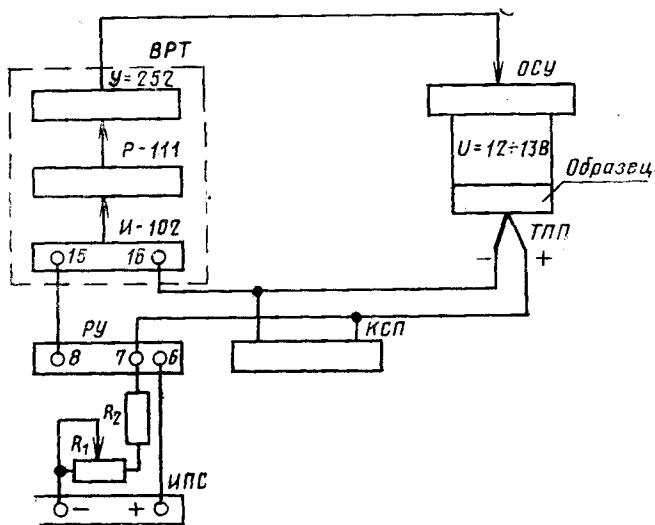 ВРТ
У=252
Р-111
И-102
15 16
ОСУ
U=12÷13В
Образец
ТПП
- +
РУ
8 7 6
КСП
R2
R1
ИПС
- +